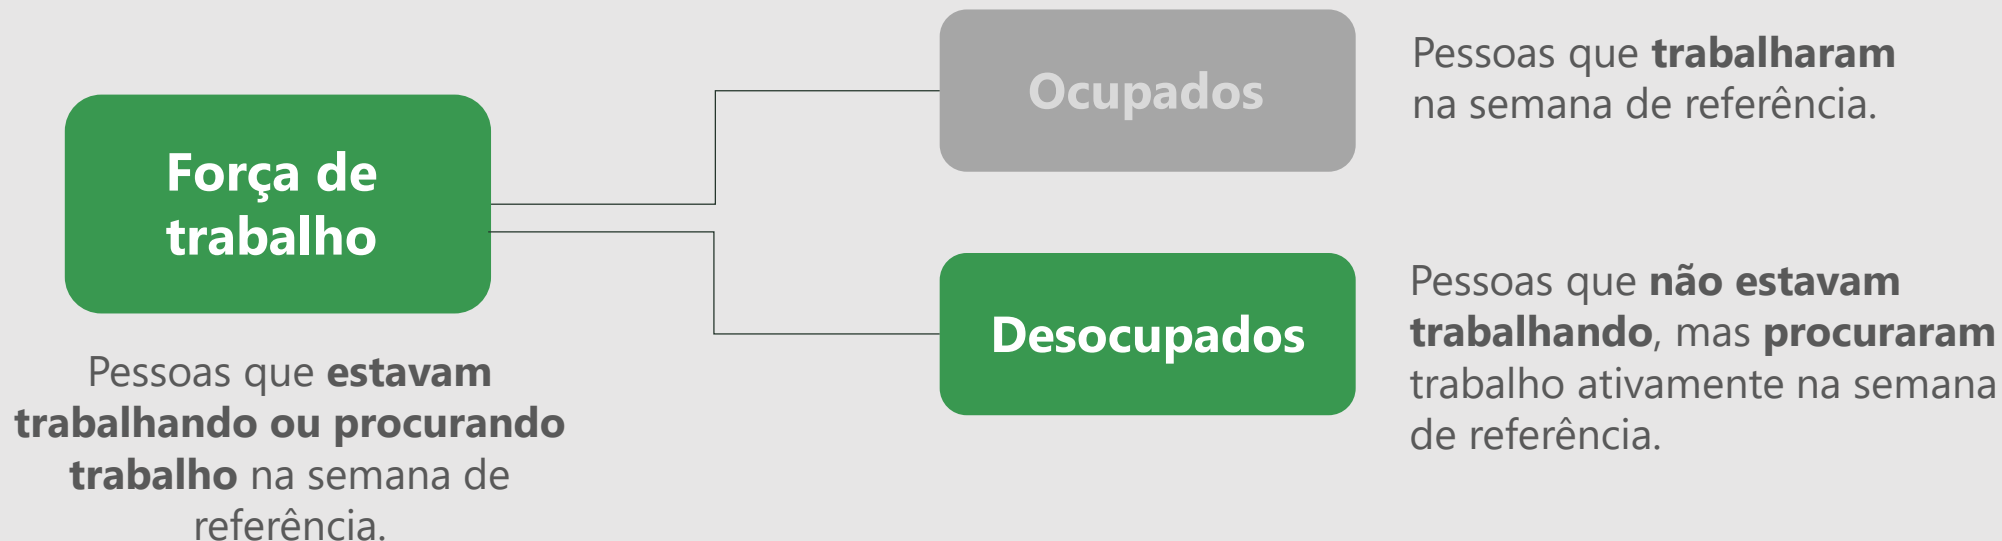 Força de
trabalho
Pessoas que estavam
trabalhando ou procurando
trabalho na semana de
referência.
Ocupados
Pessoas que trabalharam
na semana de referência.
Desocupados
Pessoas que não estavam
trabalhando, mas procuraram
trabalho ativamente na semana
de referência.